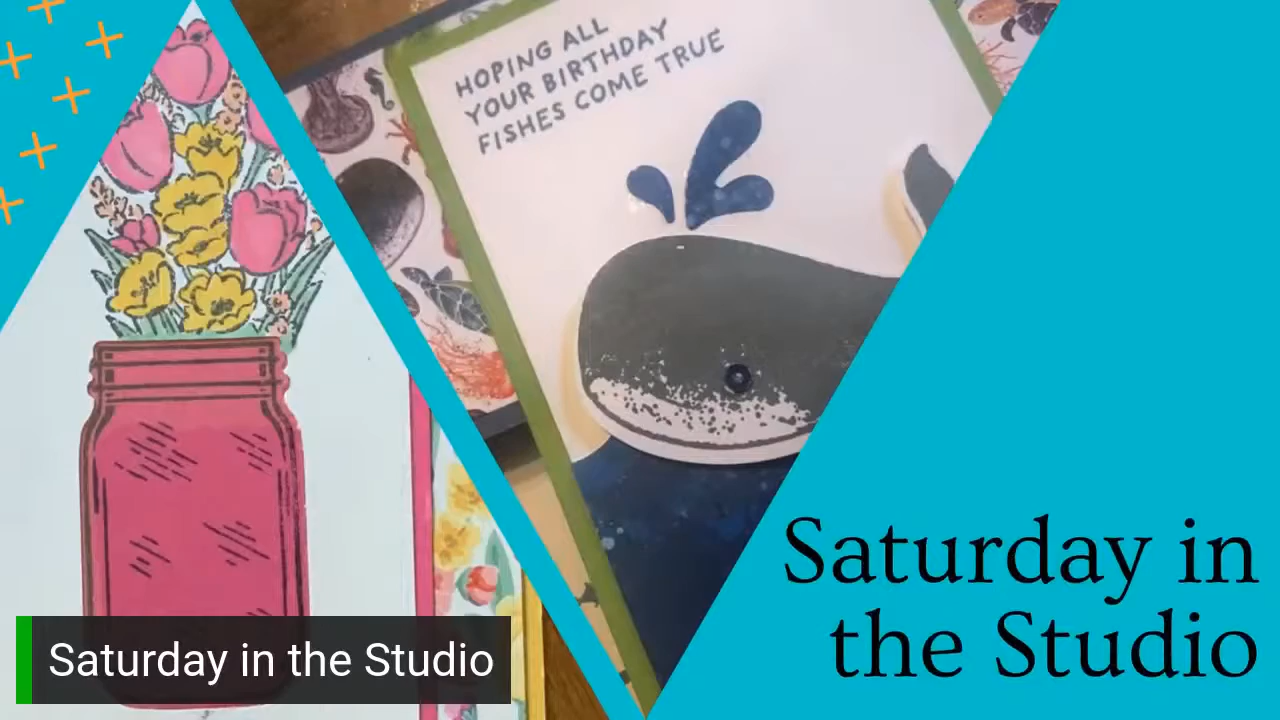 HOPING ALL
YOUR BIRTHDAY
FISHES COME TRUE
Saturday in
the Studio
Saturday in the Studio